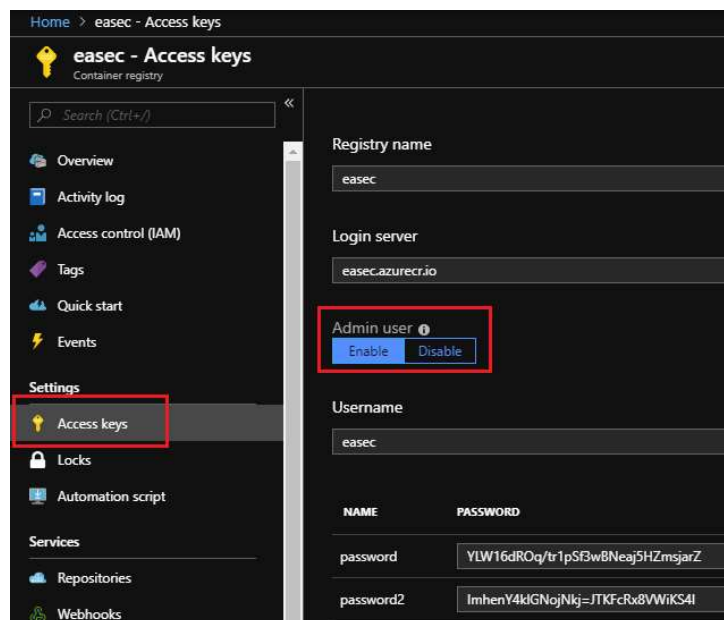 Home > easec - Access keys
easec - Access keys
Container registry
Search (Ctrl+/)
«
Overview
Activity log
Access control (IAM)
Tags
Quick start
Events
Settings
Access keys
Locks
Automation script
Services
Repositories
Webhooks
Registry name
easec
Login server
easec.azurecr.io
Admin user
Enable Disable
Username
easec
NAME PASSWORD
password YLW16dROq/tr1pSf3wBNeaj5HZmsjarZ
password2 ImhenY4kIGNojNkj=JTKFcRx8VWiKS4I